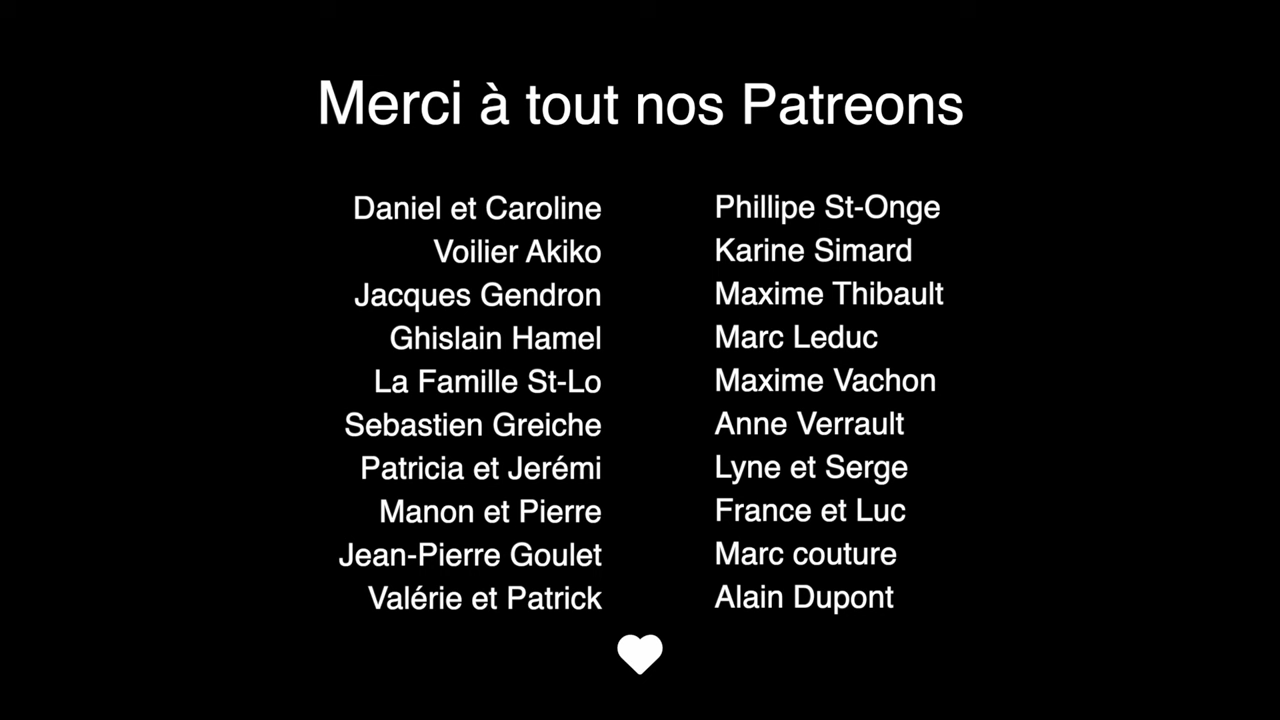 Merci à tout nos Patreons
Daniel et Caroline
Voilier Akiko
Jacques Gendron
Ghislain Hamel
La Famille St-Lo
Sebastien Greiche
Patricia et Jerémi
Manon et Pierre
Jean-Pierre Goulet
Valérie et Patrick
Phillipe St-Onge
Karine Simard
Maxime Thibault
Marc Leduc
Maxime Vachon
Anne Verrault
Lyne et Serge
France et Luc
Marc couture
Alain Dupont